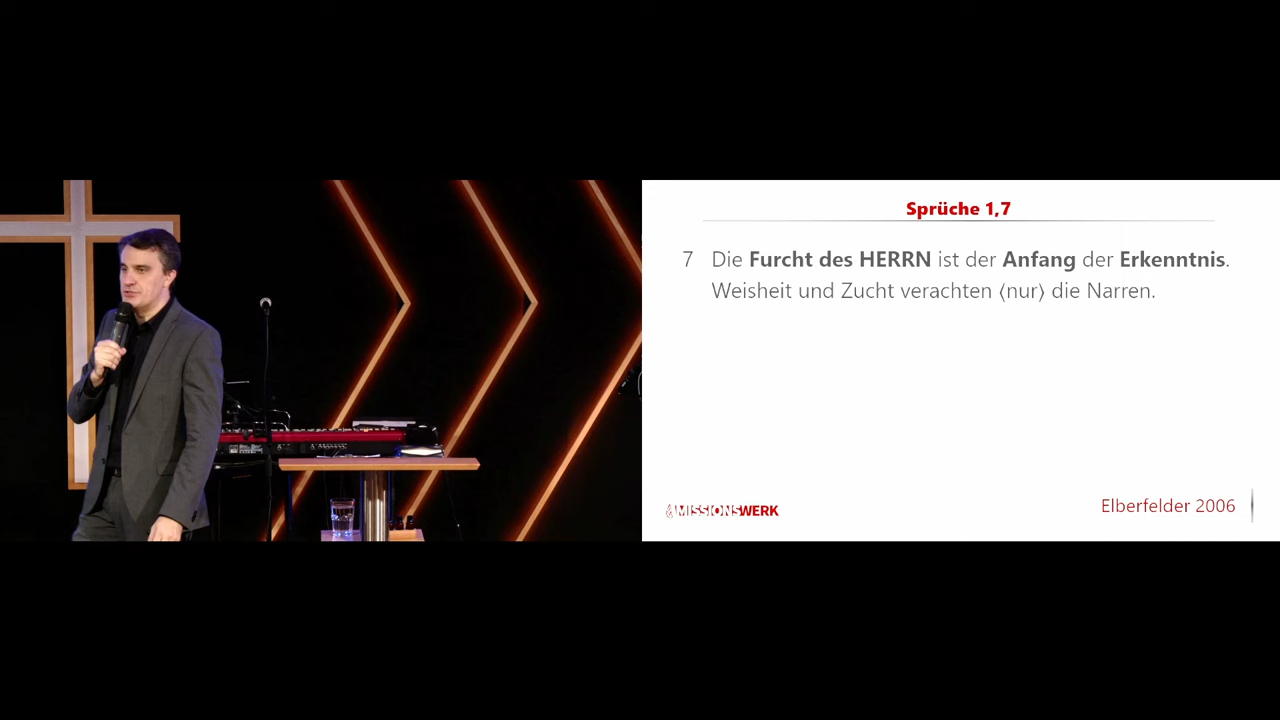 Sprüche 1,7
7 Die Furcht des HERRN ist der Anfang der Erkenntnis.
Weisheit und Zucht verachten ⟨nur⟩ die Narren.
MISSIONSWERK
Elberfelder 2006